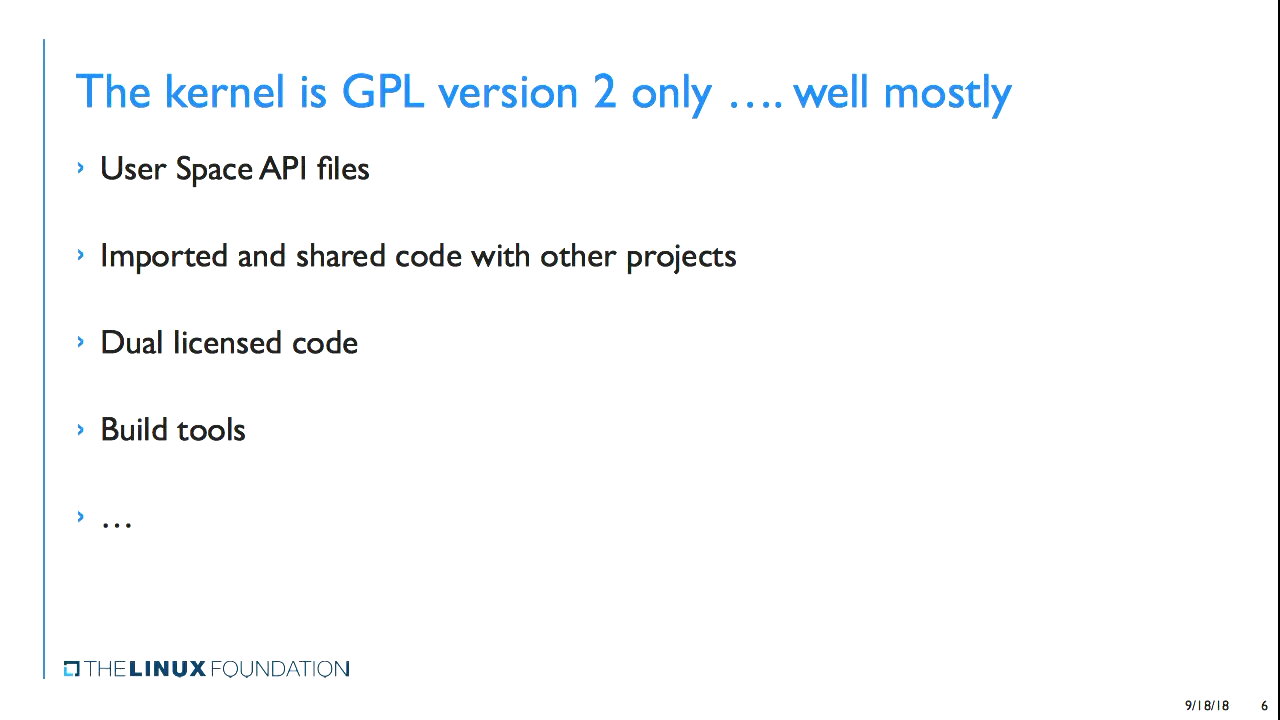 The kernel is GPL version 2 only …. well mostly
› User Space API files
› Imported and shared code with other projects
› Dual licensed code
› Build tools
› …
THE LINUX FOUNDATION
9/18/18 6